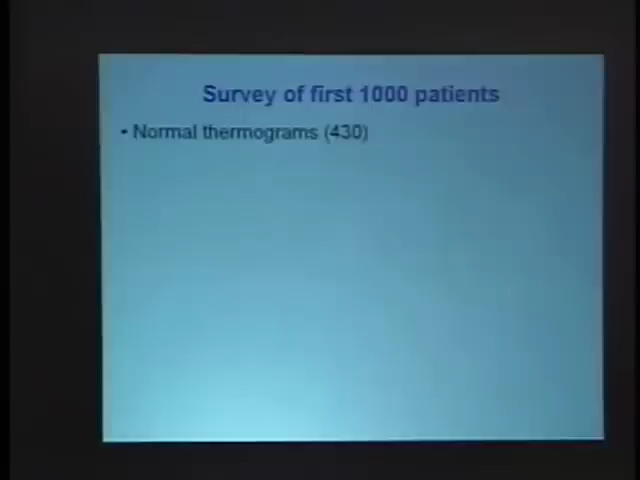 Survey of first 1000 patients
• Normal thermograms (430)